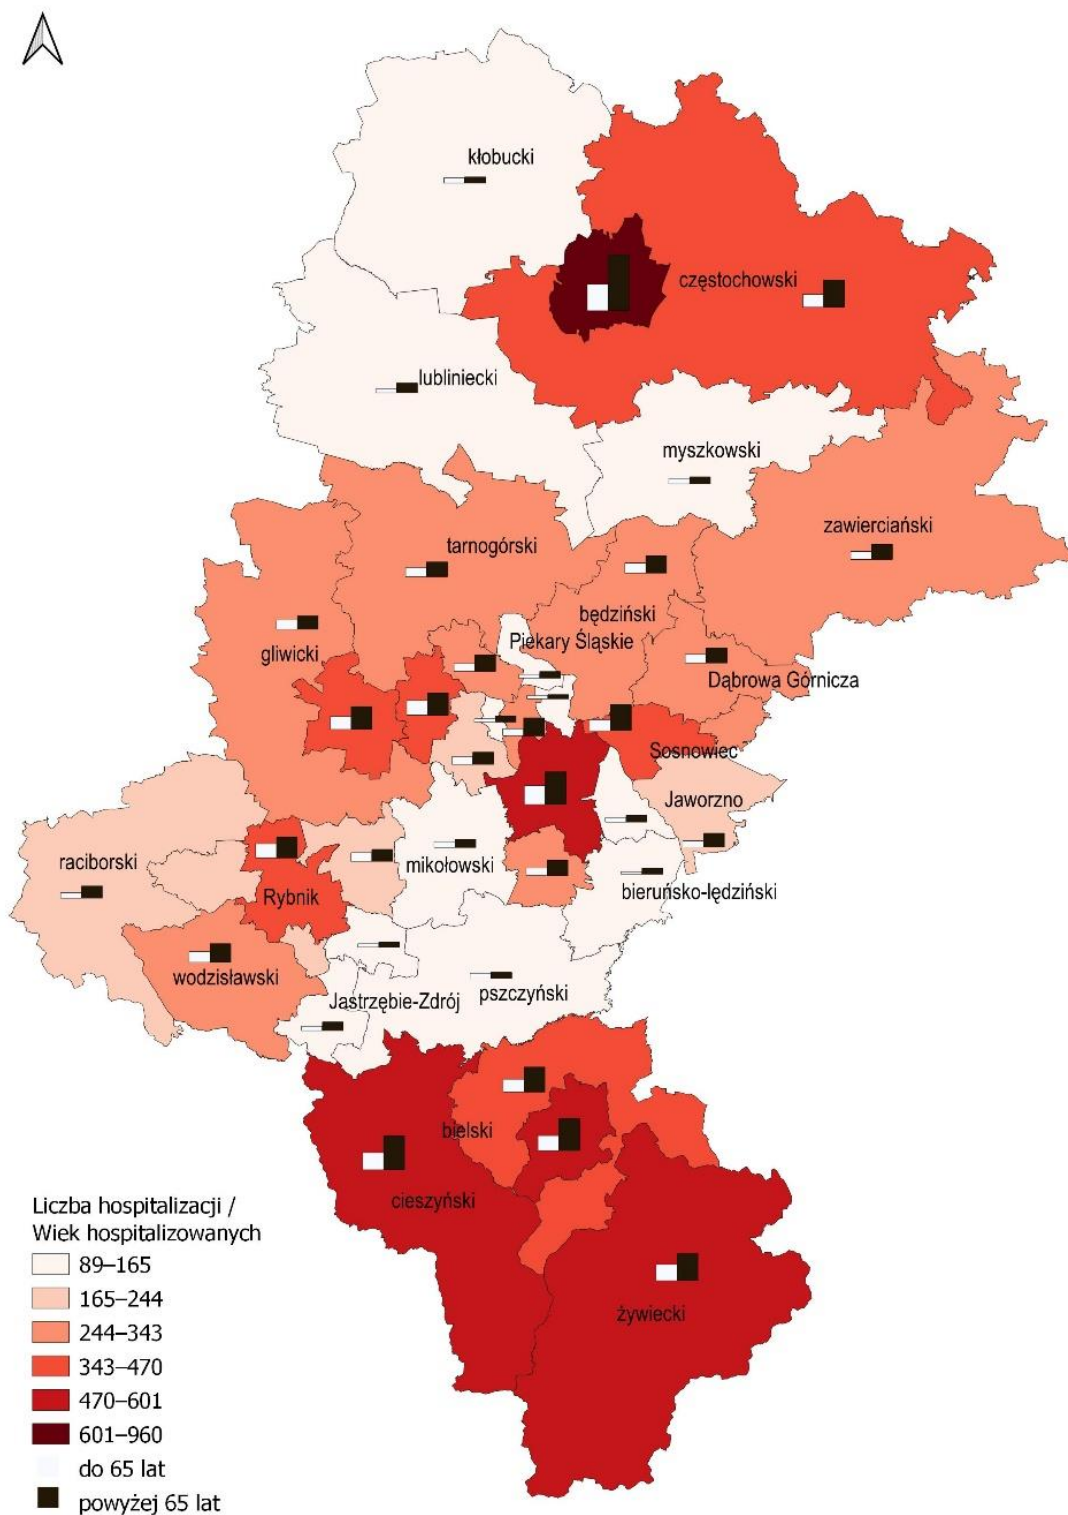 kłobucki
częstochowski
lubliniecki
myszkowski
zawierciański
tarnogórski
będziński
Piekary Śląskie
gliwicki
Dąbrowa Górnicza
Sosnowiec
Jaworzno
raciborski
mikołowski
bieruńsko-lędziński
Rybnik
wodzisławski
Jastrzębie-Zdrój
pszczyński
bielski
cieszyński
żywiecki
Liczba hospitalizacji /
Wiek hospitalizowanych
89–165
165–244
244–343
343–470
470–601
601–960
do 65 lat
powyżej 65 lat